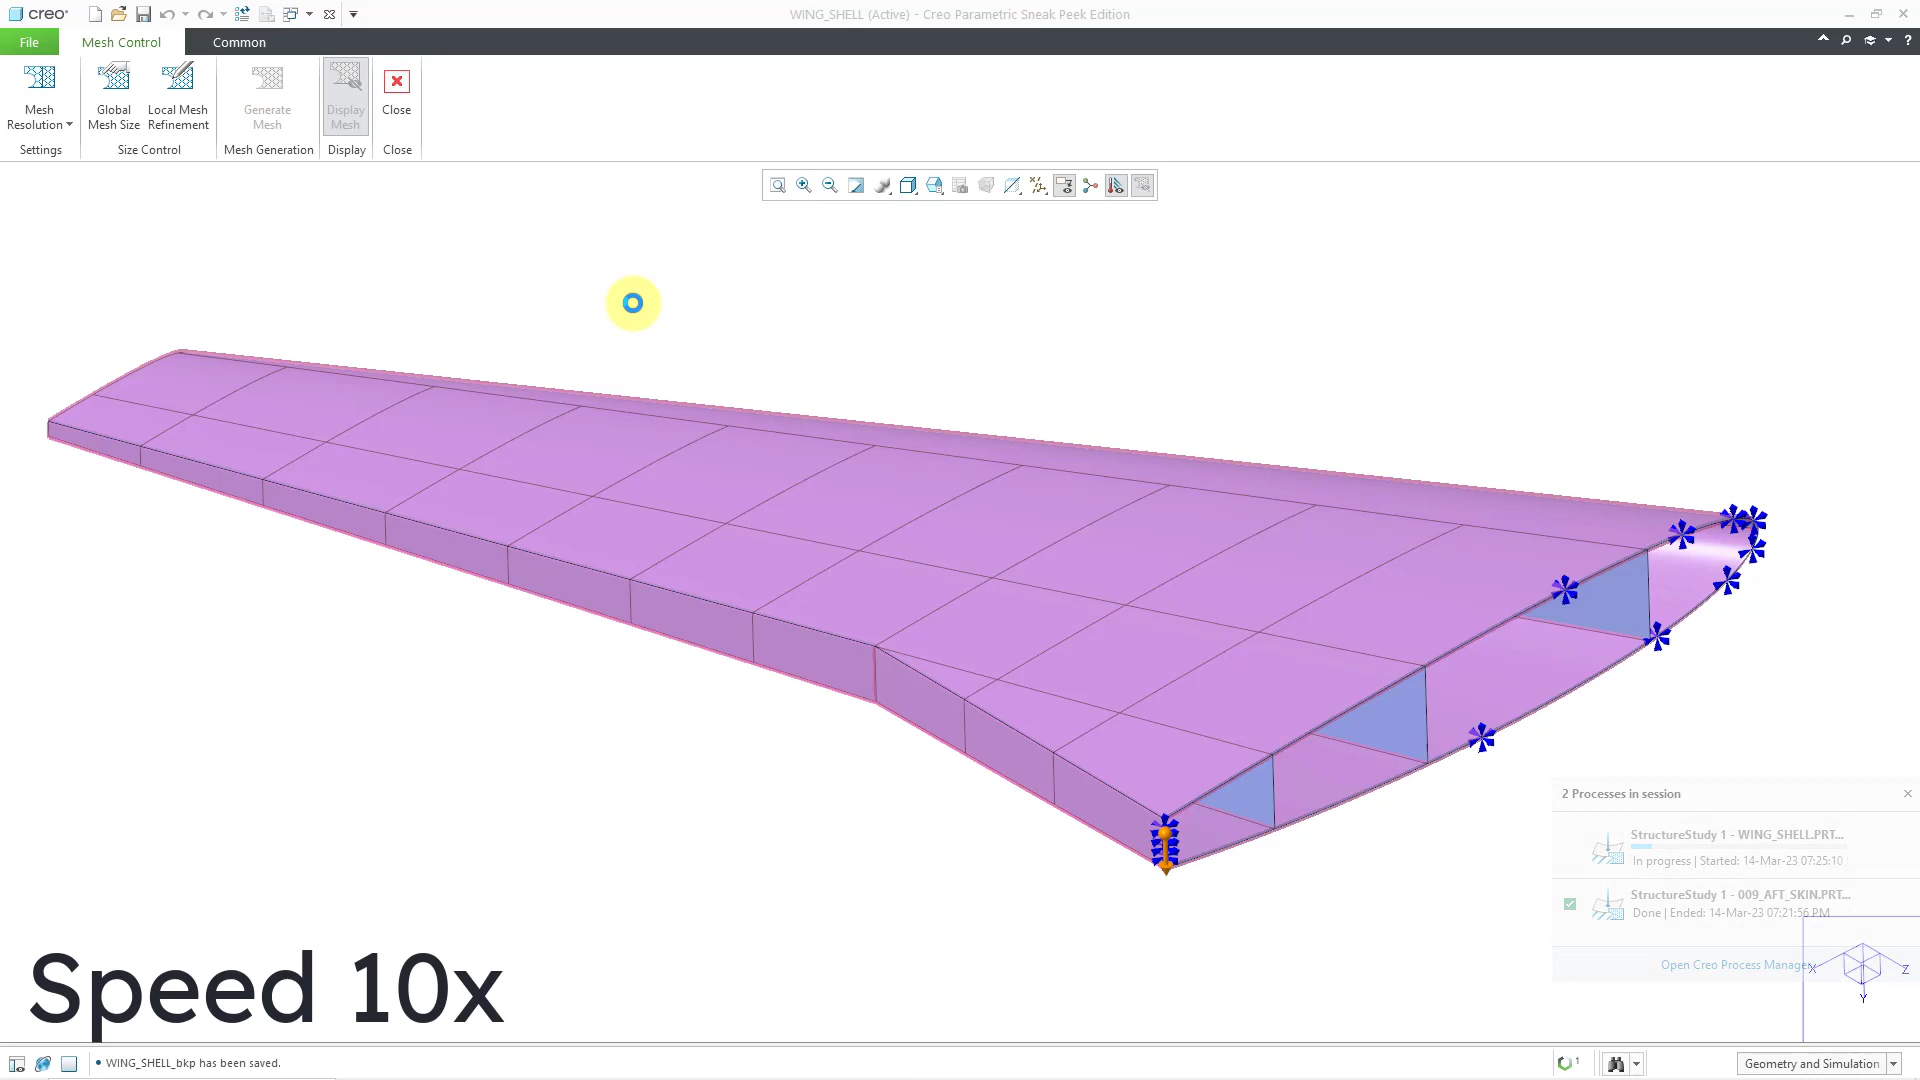 creo
WING_SHELL (Active) - Creo Parametric Sneak Peek Edition
File
Mesh Control
Common
Mesh
Resolution
Global
Mesh Size
Local Mesh
Refinement
Generate
Mesh
Display
Mesh
Close
Settings
Size Control
Mesh Generation
Display
Close
2 Processes in session
StructureStudy 1 - WING_SHELL.PRT...
In progress | Started: 14-Mar-23 07:25:10
StructureStudy 1 - 009_AFT_SKIN.PRT...
Done | Ended: 14-Mar-23 07:21:56 PM
Open Creo Process Manager
X
Z
Y
Speed 10x
WING_SHELL_bkp has been saved.
1
Geometry and Simulation